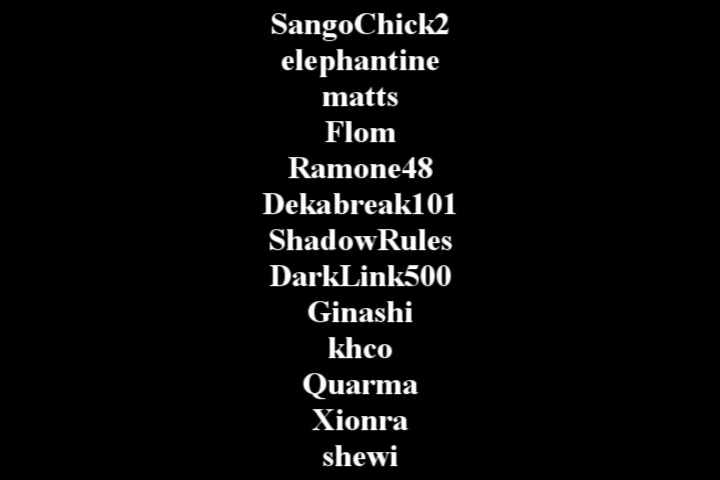 SangoChick2
elephantine
matts
Flom
Ramone48
Dekabreak101
ShadowRules
DarkLink500
Ginashi
khco
Quarma
Xionra
shewi